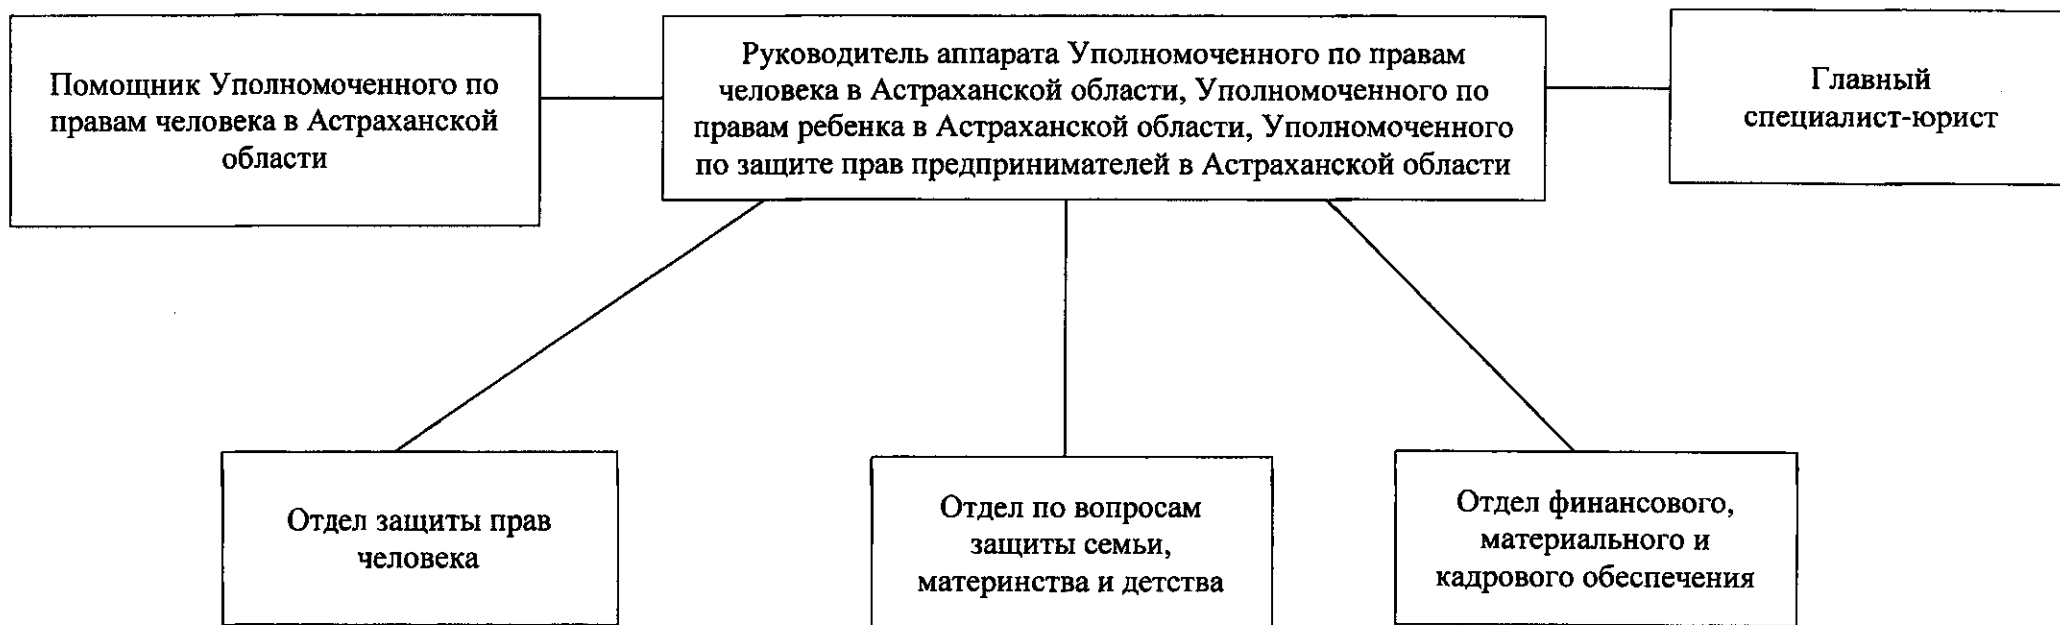 Помощник Уполномоченного по
правам человека в Астраханской
области
Руководитель аппарата Уполномоченного по правам
человека в Астраханской области, Уполномоченного по
правам ребенка в Астраханской области, Уполномоченного
по защите прав предпринимателей в Астраханской области
Главный
специалист-юрист
Отдел защиты прав
человека
Отдел по вопросам
защиты семьи,
материнства и детства
Отдел финансового,
материального и
кадрового обеспечения